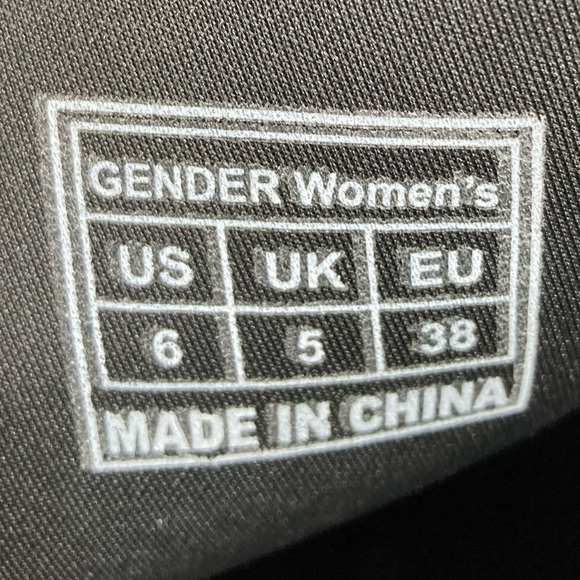 GENDER Women's
US UK EU
6 5 38
MADE IN CHINA